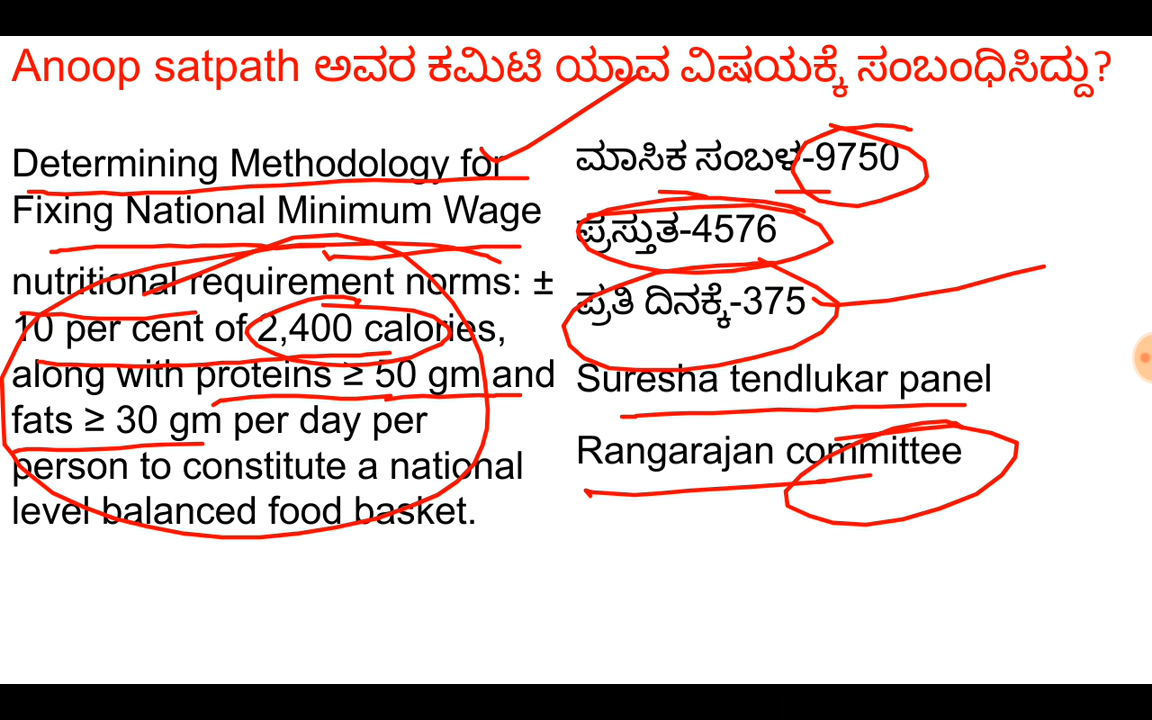 Anoop satpath ಅವರ ಕಮಿಟಿ ಯಾವ ವಿಷಯಕ್ಕೆ ಸಂಬಂಧಿಸಿದ್ದು?
Determining Methodology for
Fixing National Minimum Wage
nutritional requirement norms: ±
10 per cent of 2,400 calories,
along with proteins ≥ 50 gm and
fats ≥ 30 gm per day per
person to constitute a national
level balanced food basket.
ಮಾಸಿಕ ಸಂಬಳ-9750
ಪ್ರಸ್ತುತ-4576
ಪ್ರತಿ ದಿನಕ್ಕೆ-375
Suresha tendlukar panel
Rangarajan committee